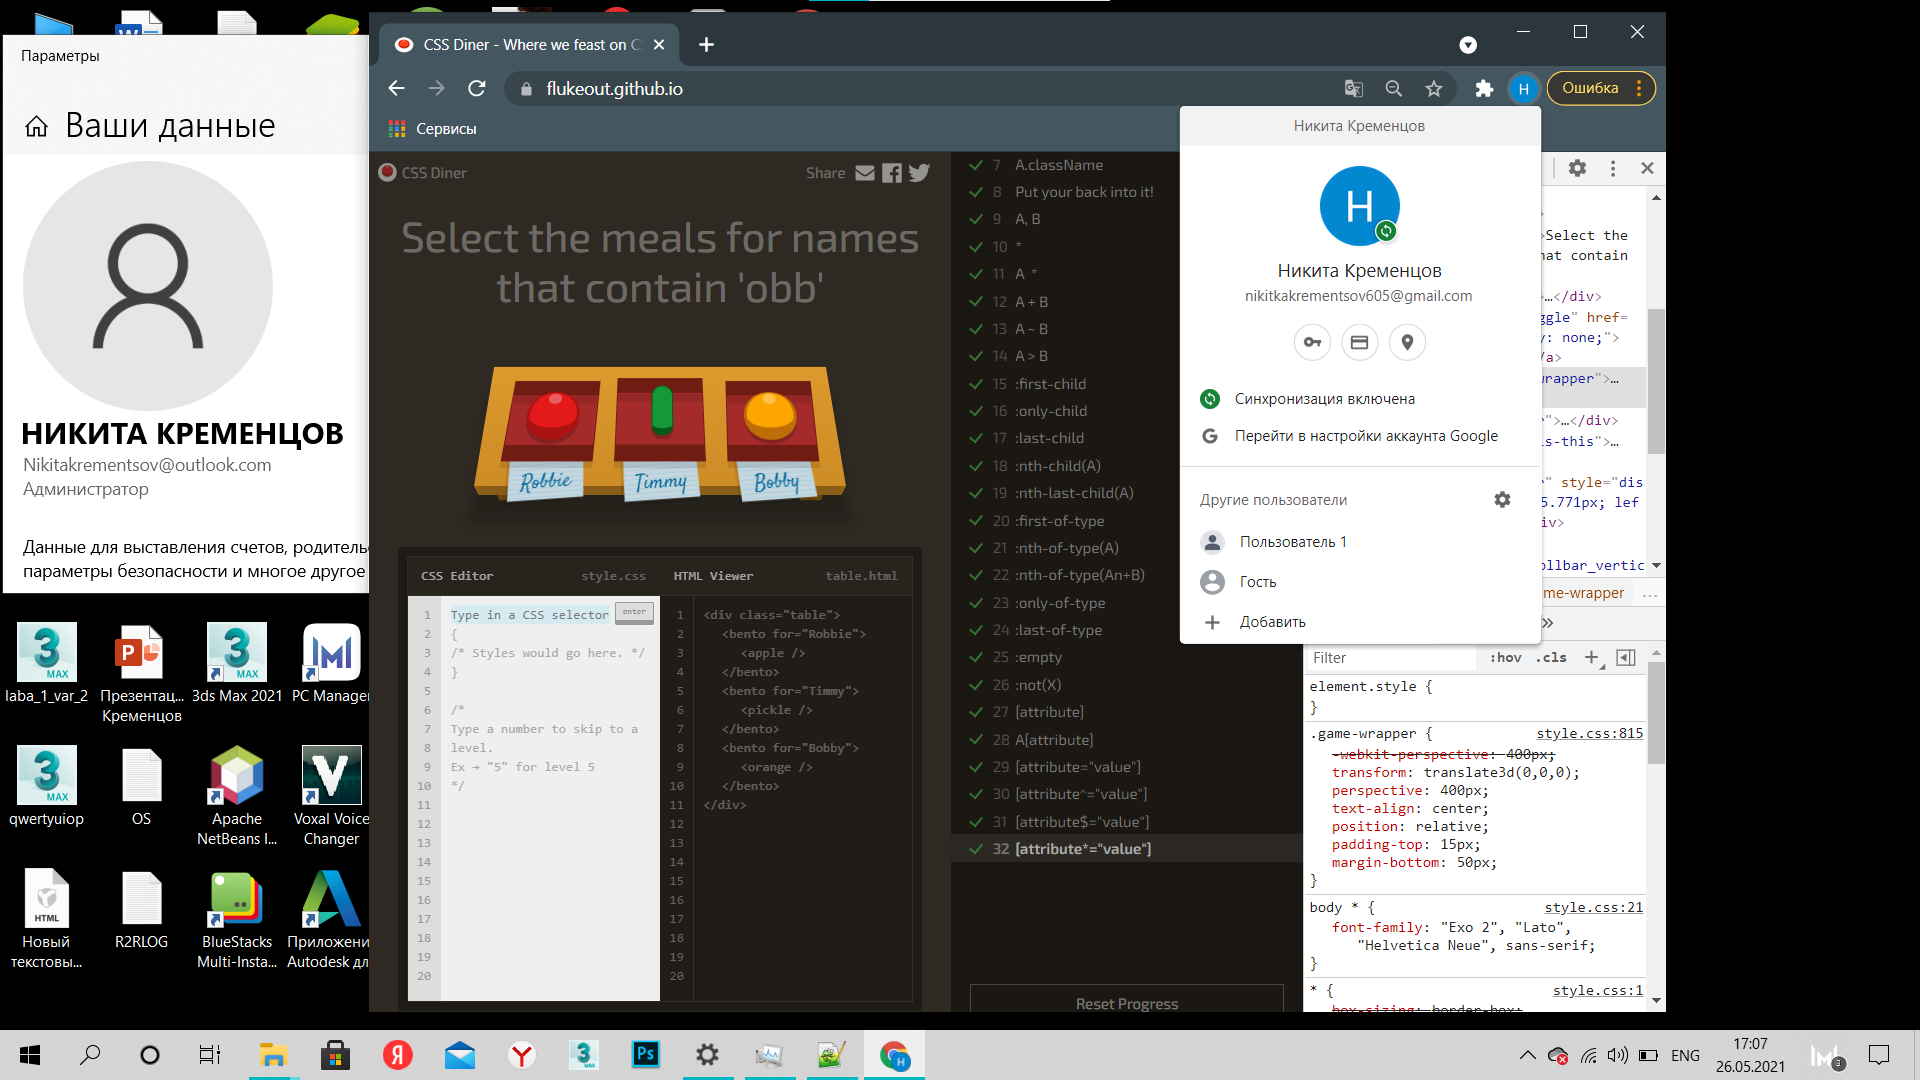 Параметры
Ваши данные
НИКИТА КРЕМЕНЦОВ
Nikitakrementsov@outlook.com
Администратор
Данные для выставления счетов, родитель
параметры безопасности и многое другое
laba_1_var_2
Презентац...
Кременцов
3ds Max 2021
PC Manager
qwertyuiop
OS
Apache
NetBeans I...
Voxal Voice
Changer
Новый
текстовы...
R2RLOG
BlueStacks
Multi-Insta...
Приложени
Autodesk дл
CSS Diner - Where we feast on C
flukeout.github.io
Ошибка
Сервисы
CSS Diner
Share
Select the meals for names
that contain 'obb'
Robbie
Timmy
Bobby
CSS Editor
style.css
HTML Viewer
table.html
1 Type in a CSS selector enter
2 {
3 /* Styles would go here. */
4 }
5
6 /*
7 Type a number to skip to a
8 level.
9 Ex → "5" for level 5
10 */
11
12
13
14
15
16
17
18
19
20
1 <div class="table">
2 <bento for="Robbie">
3 <apple />
4 </bento>
5 <bento for="Timmy">
6 <pickle />
7 </bento>
8 <bento for="Bobby">
9 <orange />
10 </bento>
11 </div>
12
13
14
15
16
17
18
19
20
7 A.className
8 Put your back into it!
9 A, B
10 *
11 A *
12 A + B
13 A ~ B
14 A > B
15 :first-child
16 :only-child
17 :last-child
18 :nth-child(A)
19 :nth-last-child(A)
20 :first-of-type
21 :nth-of-type(A)
22 :nth-of-type(An+B)
23 :only-of-type
24 :last-of-type
25 :empty
26 :not(X)
27 [attribute]
28 A[attribute]
29 [attribute="value"]
30 [attribute^="value"]
31 [attribute$="value"]
32 [attribute*="value"]
Reset Progress
Никита Кременцов
Н
Никита Кременцов
nikitkakrementsov605@gmail.com
Синхронизация включена
Перейти в настройки аккаунта Google
Другие пользователи
Пользователь 1
Гость
Добавить
>Select the
hat contain
>…</div>
ggle" href=
y: none;">
/a>
wrapper">…
r">…</div>
s-this">…
r" style="dis
5.771px; lef
iv>
ollbar_vertic
me-wrapper ...
Filter
:hov .cls
element.style {
}
.game-wrapper {
style.css:815
-webkit-perspective: 400px;
transform: translate3d(0,0,0);
perspective: 400px;
text-align: center;
position: relative;
padding-top: 15px;
margin-bottom: 50px;
}
body * {
style.css:21
font-family: "Exo 2", "Lato",
"Helvetica Neue", sans-serif;
}
* {
style.css:1
box-sizing: border-box;
ENG
17:07
26.05.2021
3